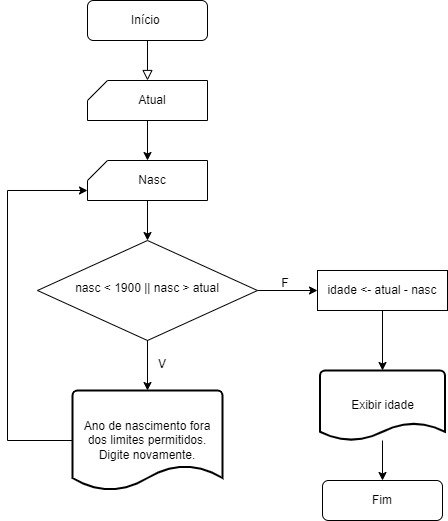 Início
Atual
Nasc
nasc < 1900 || nasc > atual
F
idade <- atual - nasc
V
Ano de nascimento fora
dos limites permitidos.
Digite novamente.
Exibir idade
Fim